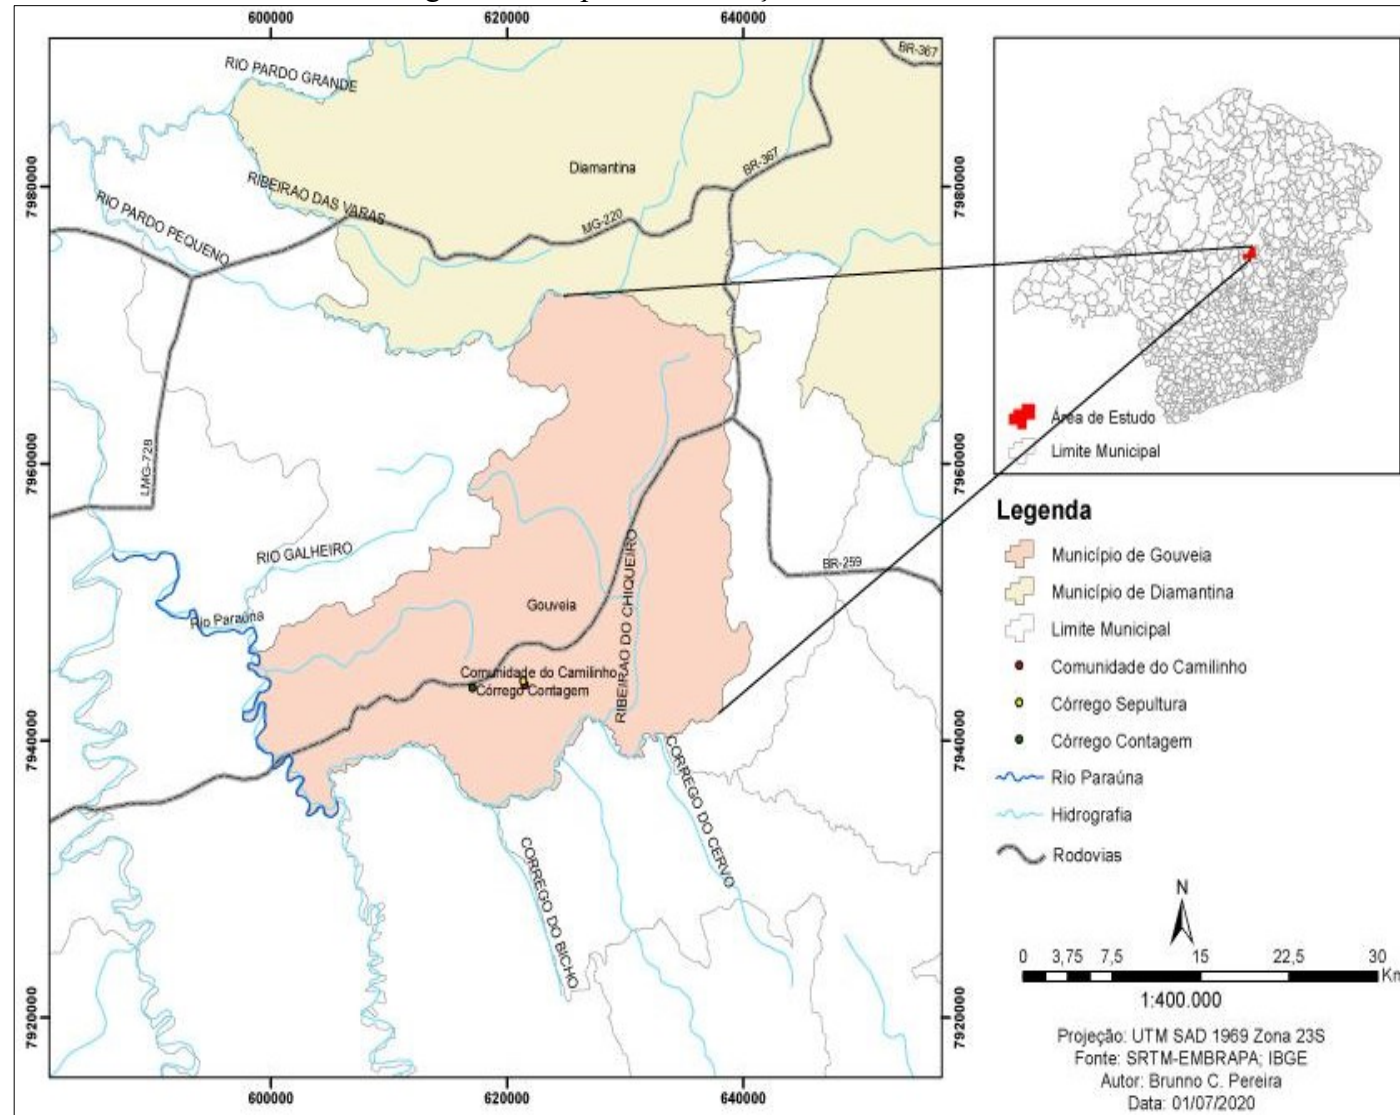 600000 620000 640000
BR-367
RIO PARDO GRANDE
Diamantina
BR-367
7980000
7980000
RIBEIRAO DAS VARAS
RIO PARDO PEQUENO
MG-220
Área de Estudo
Limite Municipal
LMG-728
7960000
7960000
Legenda
Município de Gouveia
Município de Diamantina
Limite Municipal
Comunidade do Camilinho
Córrego Sepultura
Córrego Contagem
Rio Paraúna
Hidrografia
Rodovias
RIO GALHEIRO
BR-259
Rio Paraúna
Gouveia
RIBEIRÃO DO CHIQUEIRO
Comunidade do Camilinho
Córrego Contagem
7940000
7940000
CORREGO DO CERVO
CORREGO DO BICHO
N
0 3,75 7,5 15 22,5 30
Km
1:400.000
7920000
7920000
Projeção: UTM SAD 1969 Zona 23S
Fonte: SRTM-EMBRAPA; IBGE
Autor: Brunno C. Pereira
Data: 01/07/2020
600000 620000 640000